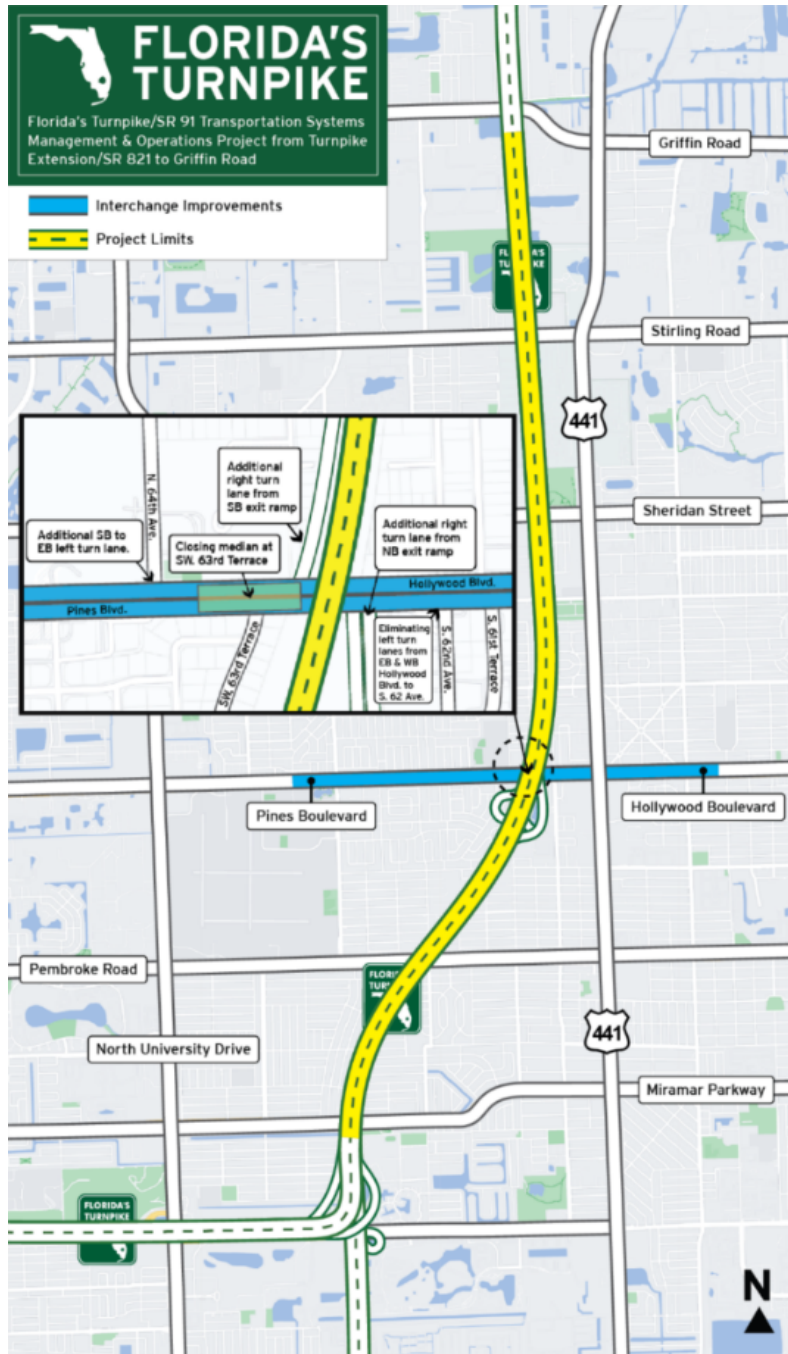 FLORIDA'S
TURNPIKE
Florida's Turnpike/SR 91 Transportation Systems
Management & Operations Project from Turnpike
Extension/SR 821 to Griffin Road
Interchange Improvements
Project Limits
Griffin Road
Stirling Road
441
Sheridan Street
N. 64th Ave.
Additional
right turn
lane from
SB exit ramp
Additional SB to
EB left turn lane.
Closing median at
SW. 63rd Terrace
Additional right
turn lane from
NB exit ramp
Hollywood Blvd.
Pines Blvd.
SW. 63rd Terrace
Eliminating
left turn
lanes from
EB & WB
Hollywood
Blvd. to
S. 62 Ave.
S. 62nd Ave.
S. 61st Terrace
Pines Boulevard
Hollywood Boulevard
Pembroke Road
North University Drive
441
Miramar Parkway
FLORIDA'S
TURNPIKE
N